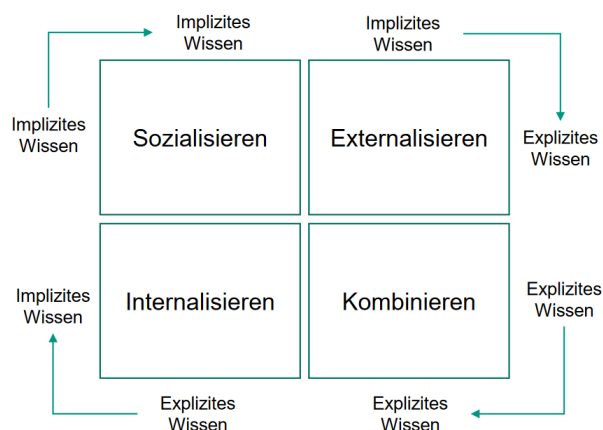 Implizites
Wissen
Implizites
Wissen
Implizites
Wissen
Sozialisieren
Externalisieren
Explizites
Wissen
Implizites
Wissen
Internalisieren
Kombinieren
Explizites
Wissen
Explizites
Wissen
Explizites
Wissen